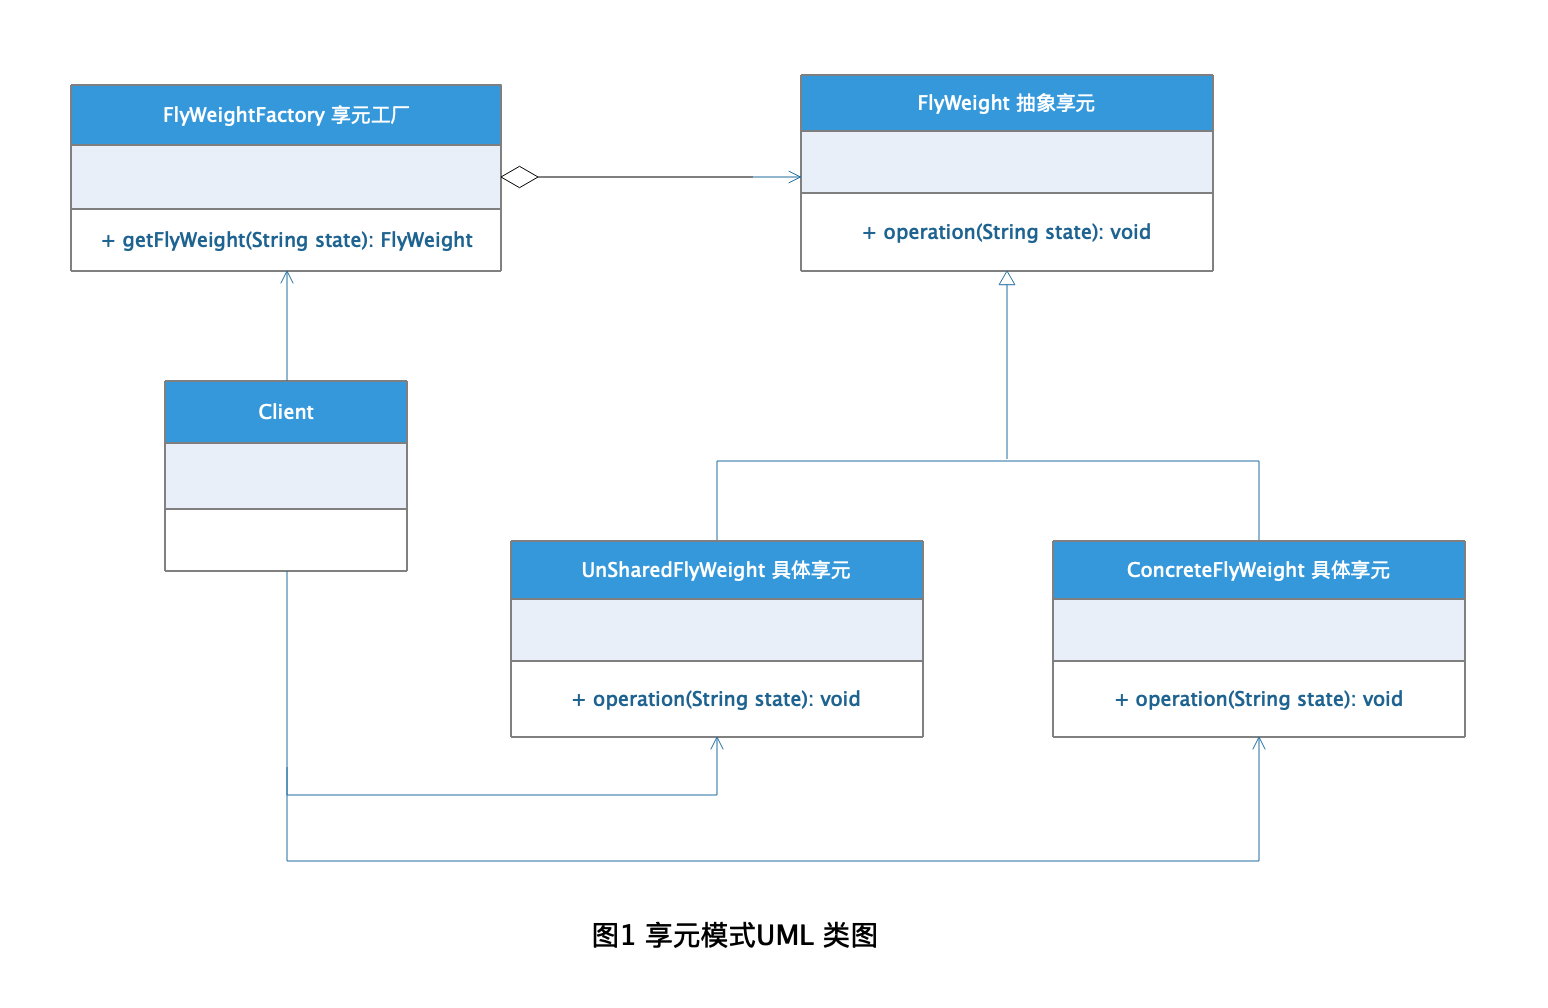 FlyWeightFactory 享元工厂
+ getFlyWeight(String state): FlyWeight
FlyWeight 抽象享元
+ operation(String state): void
Client
UnSharedFlyWeight 具体享元
+ operation(String state): void
ConcreteFlyWeight 具体享元
+ operation(String state): void
图1 享元模式UML 类图